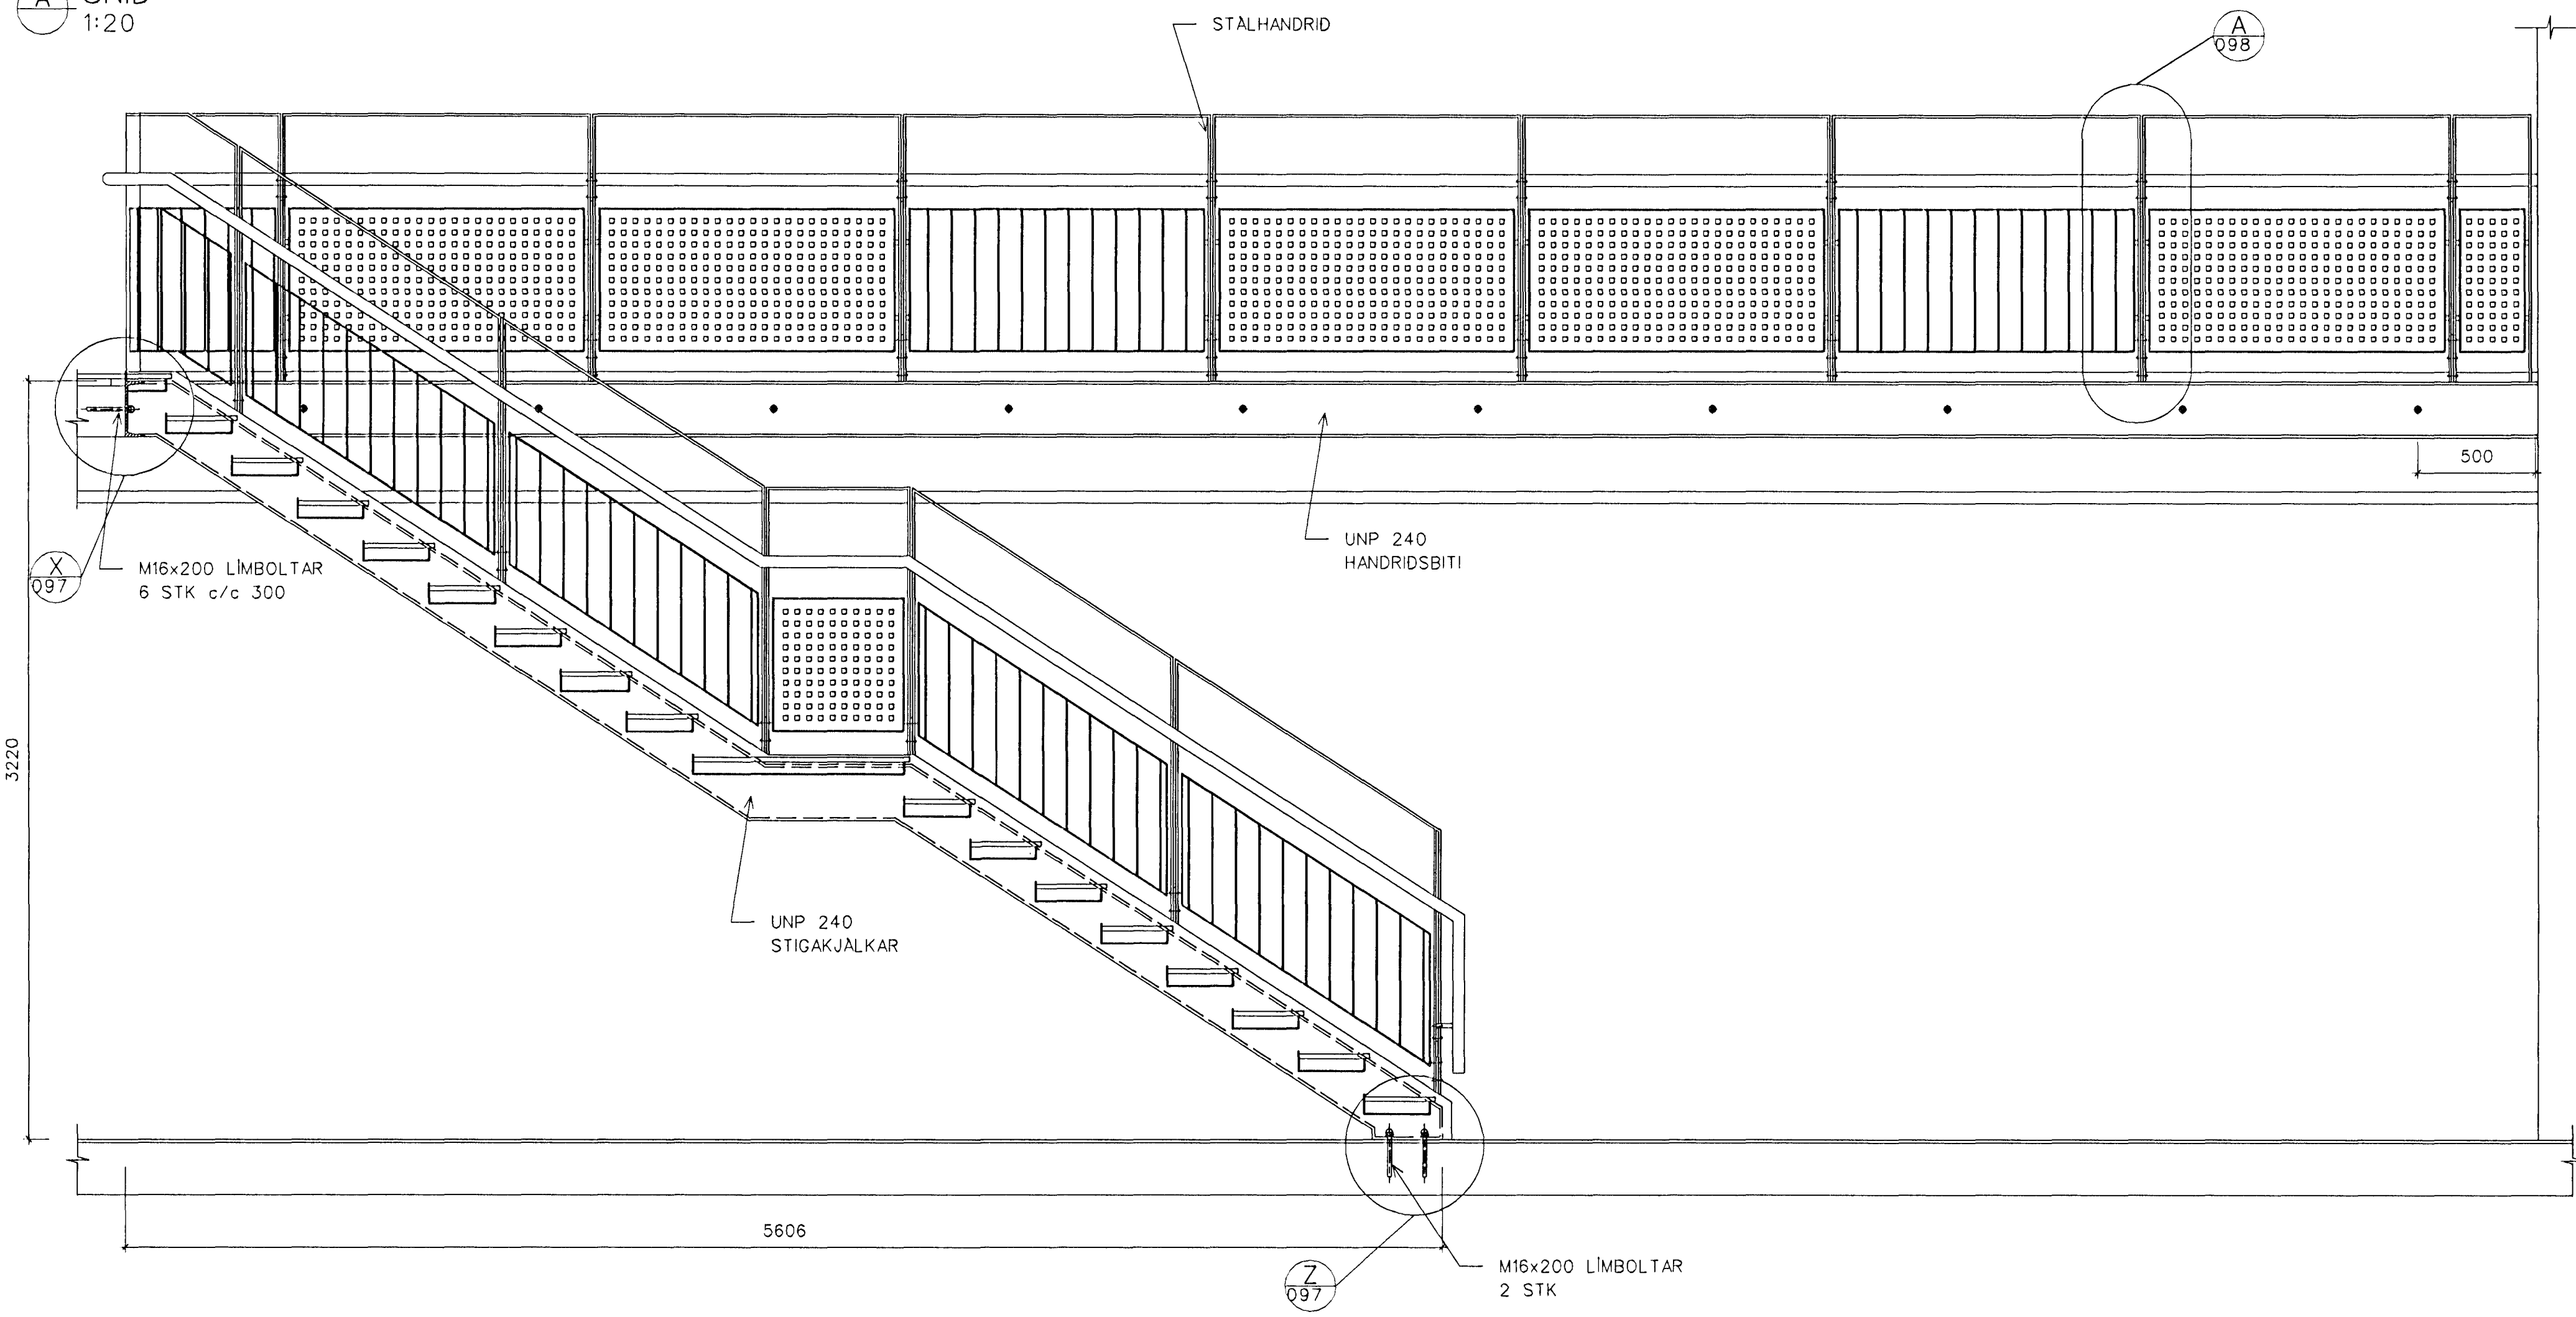 1:20
STÁLHANDRIÐ
A
098
500
UNP 240
HANDRIÐSBITI
X
097
M16x200 LÍMBOLTAR
6 STK c/c 300
3220
UNP 240
STIGAKJÁLKAR
5606
Z
097
M16x200 LÍMBOLTAR
2 STK